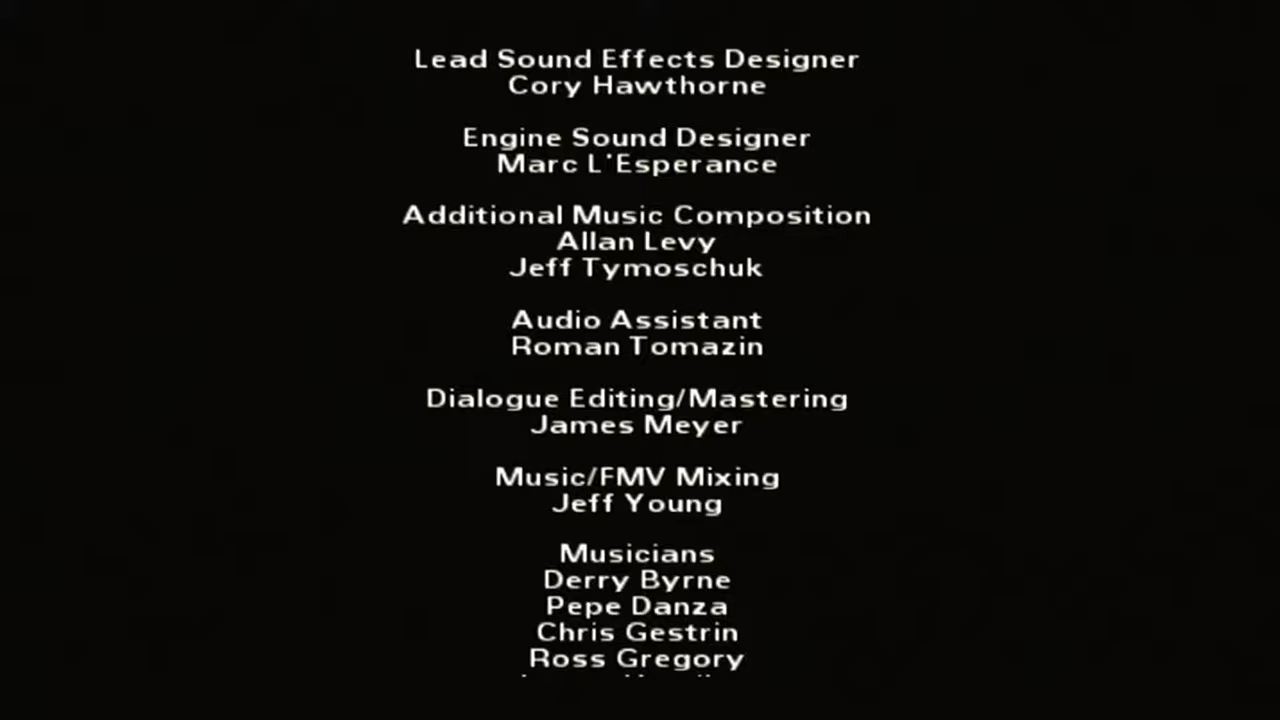 Lead Sound Effects Designer
Cory Hawthorne
Engine Sound Designer
Marc L'Esperance
Additional Music Composition
Allan Levy
Jeff Tymoschuk
Audio Assistant
Roman Tomazin
Dialogue Editing/Mastering
James Meyer
Music/FMV Mixing
Jeff Young
Musicians
Derry Byrne
Pepe Danza
Chris Gestrin
Ross Gregory